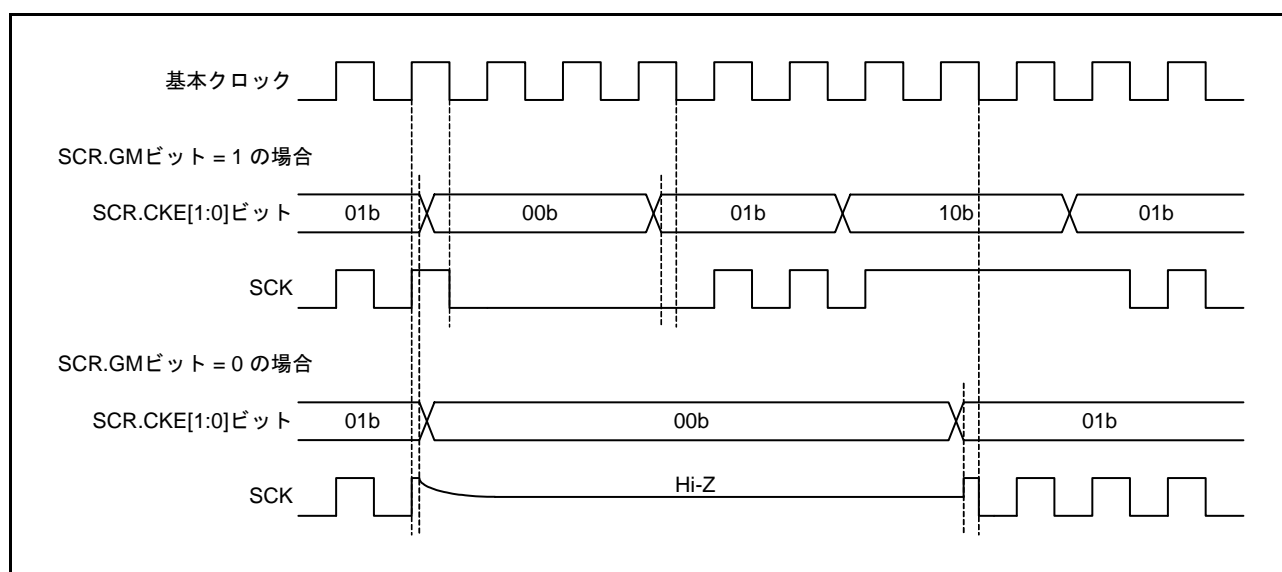 基本クロック
SCR.GMビット = 1 の場合
SCR.CKE[1:0]ビット 01b 00b 01b 10b 01b
SCK
SCR.GMビット = 0 の場合
SCR.CKE[1:0]ビット 01b 00b 01b
SCK Hi-Z